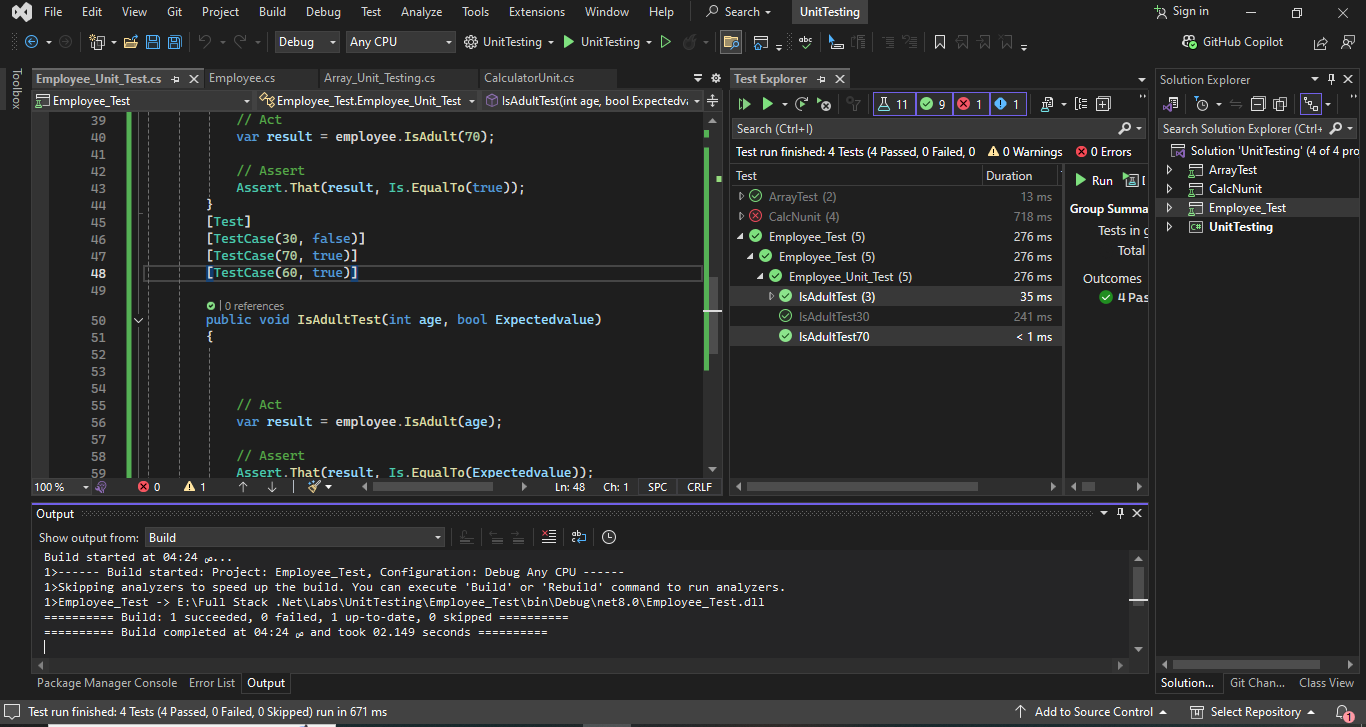 File Edit View Git Project Build Debug Test Analyze Tools Extensions Window Help Search UnitTesting Sign in
Debug Any CPU UnitTesting UnitTesting GitHub Copilot
Toolbox
Employee_Unit_Test.cs Employee.cs Array_Unit_Testing.cs CalculatorUnit.cs
Employee_Test Employee_Test.Employee_Unit_Test IsAdultTest(int age, bool Expectedva
39 // Act
40 var result = employee.IsAdult(70);
41
42 // Assert
43 Assert.That(result, Is.EqualTo(true));
44 }
45 [Test]
46 [TestCase(30, false)]
47 [TestCase(70, true)]
48 [TestCase(60, true)]
49
0 references
50 public void IsAdultTest(int age, bool Expectedvalue)
51 {
52
53
54
55 // Act
56 var result = employee.IsAdult(age);
57
58 // Assert
59 Assert.That(result, Is.EqualTo(Expectedvalue));
100 % 0 1 Ln: 48 Ch: 1 SPC CRLF
Test Explorer
11 9 1 1
Search (Ctrl+I)
Test run finished: 4 Tests (4 Passed, 0 Failed, 0 0 Warnings 0 Errors
Test Duration
ArrayTest (2) 13 ms
CalcNunit (4) 718 ms
Employee_Test (5) 276 ms
Employee_Test (5) 276 ms
Employee_Unit_Test (5) 276 ms
IsAdultTest (3) 35 ms
IsAdultTest30 241 ms
IsAdultTest70 < 1 ms
Run
Group Summa
Tests in g
Total
Outcomes
4 Pas
Solution Explorer
Search Solution Explorer (Ctrl+
Solution 'UnitTesting' (4 of 4 pro
ArrayTest
CalcNunit
Employee_Test
C# UnitTesting
Output
Show output from: Build
Build started at 04:24 ص...
1>------ Build started: Project: Employee_Test, Configuration: Debug Any CPU ------
1>Skipping analyzers to speed up the build. You can execute 'Build' or 'Rebuild' command to run analyzers.
1>Employee_Test -> E:\Full Stack .Net\Labs\UnitTesting\Employee_Test\bin\Debug\net8.0\Employee_Test.dll
========== Build: 1 succeeded, 0 failed, 1 up-to-date, 0 skipped ==========
========== Build completed at 04:24 ص and took 02.149 seconds ==========
Package Manager Console Error List Output
Solution... Git Chan... Class View
Test run finished: 4 Tests (4 Passed, 0 Failed, 0 Skipped) run in 671 ms Add to Source Control Select Repository 1